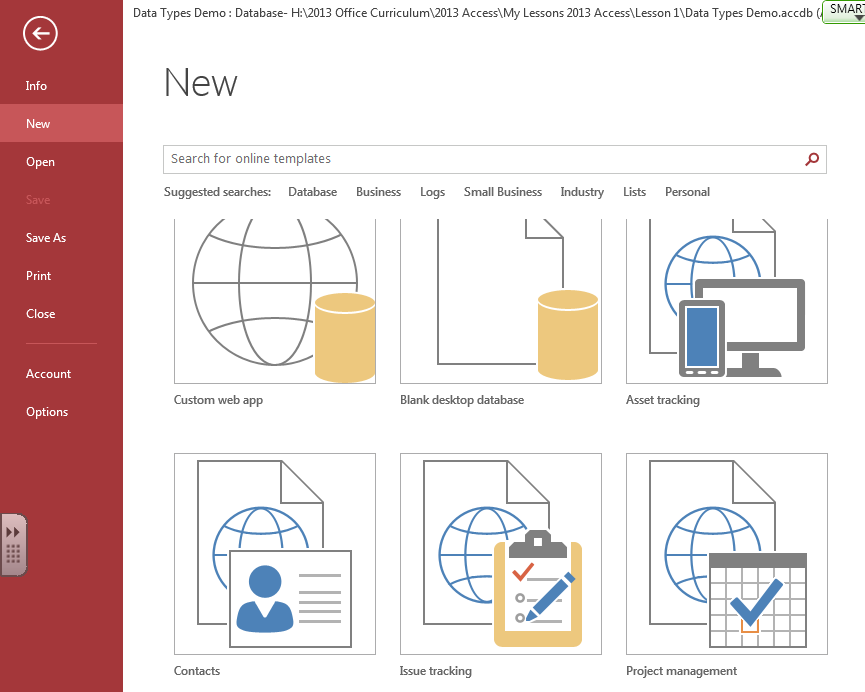 Data Types Demo : Database- H:\2013 Office Curriculum\2013 Access\My Lessons 2013 Access\Lesson 1\Data Types Demo.accdb (
SMART
New
Info
New
Open
Save
Save As
Print
Close
Account
Options
Search for online templates
Suggested searches: Database Business Logs Small Business Industry Lists Personal
Custom web app Blank desktop database Asset tracking
Contacts Issue tracking Project management